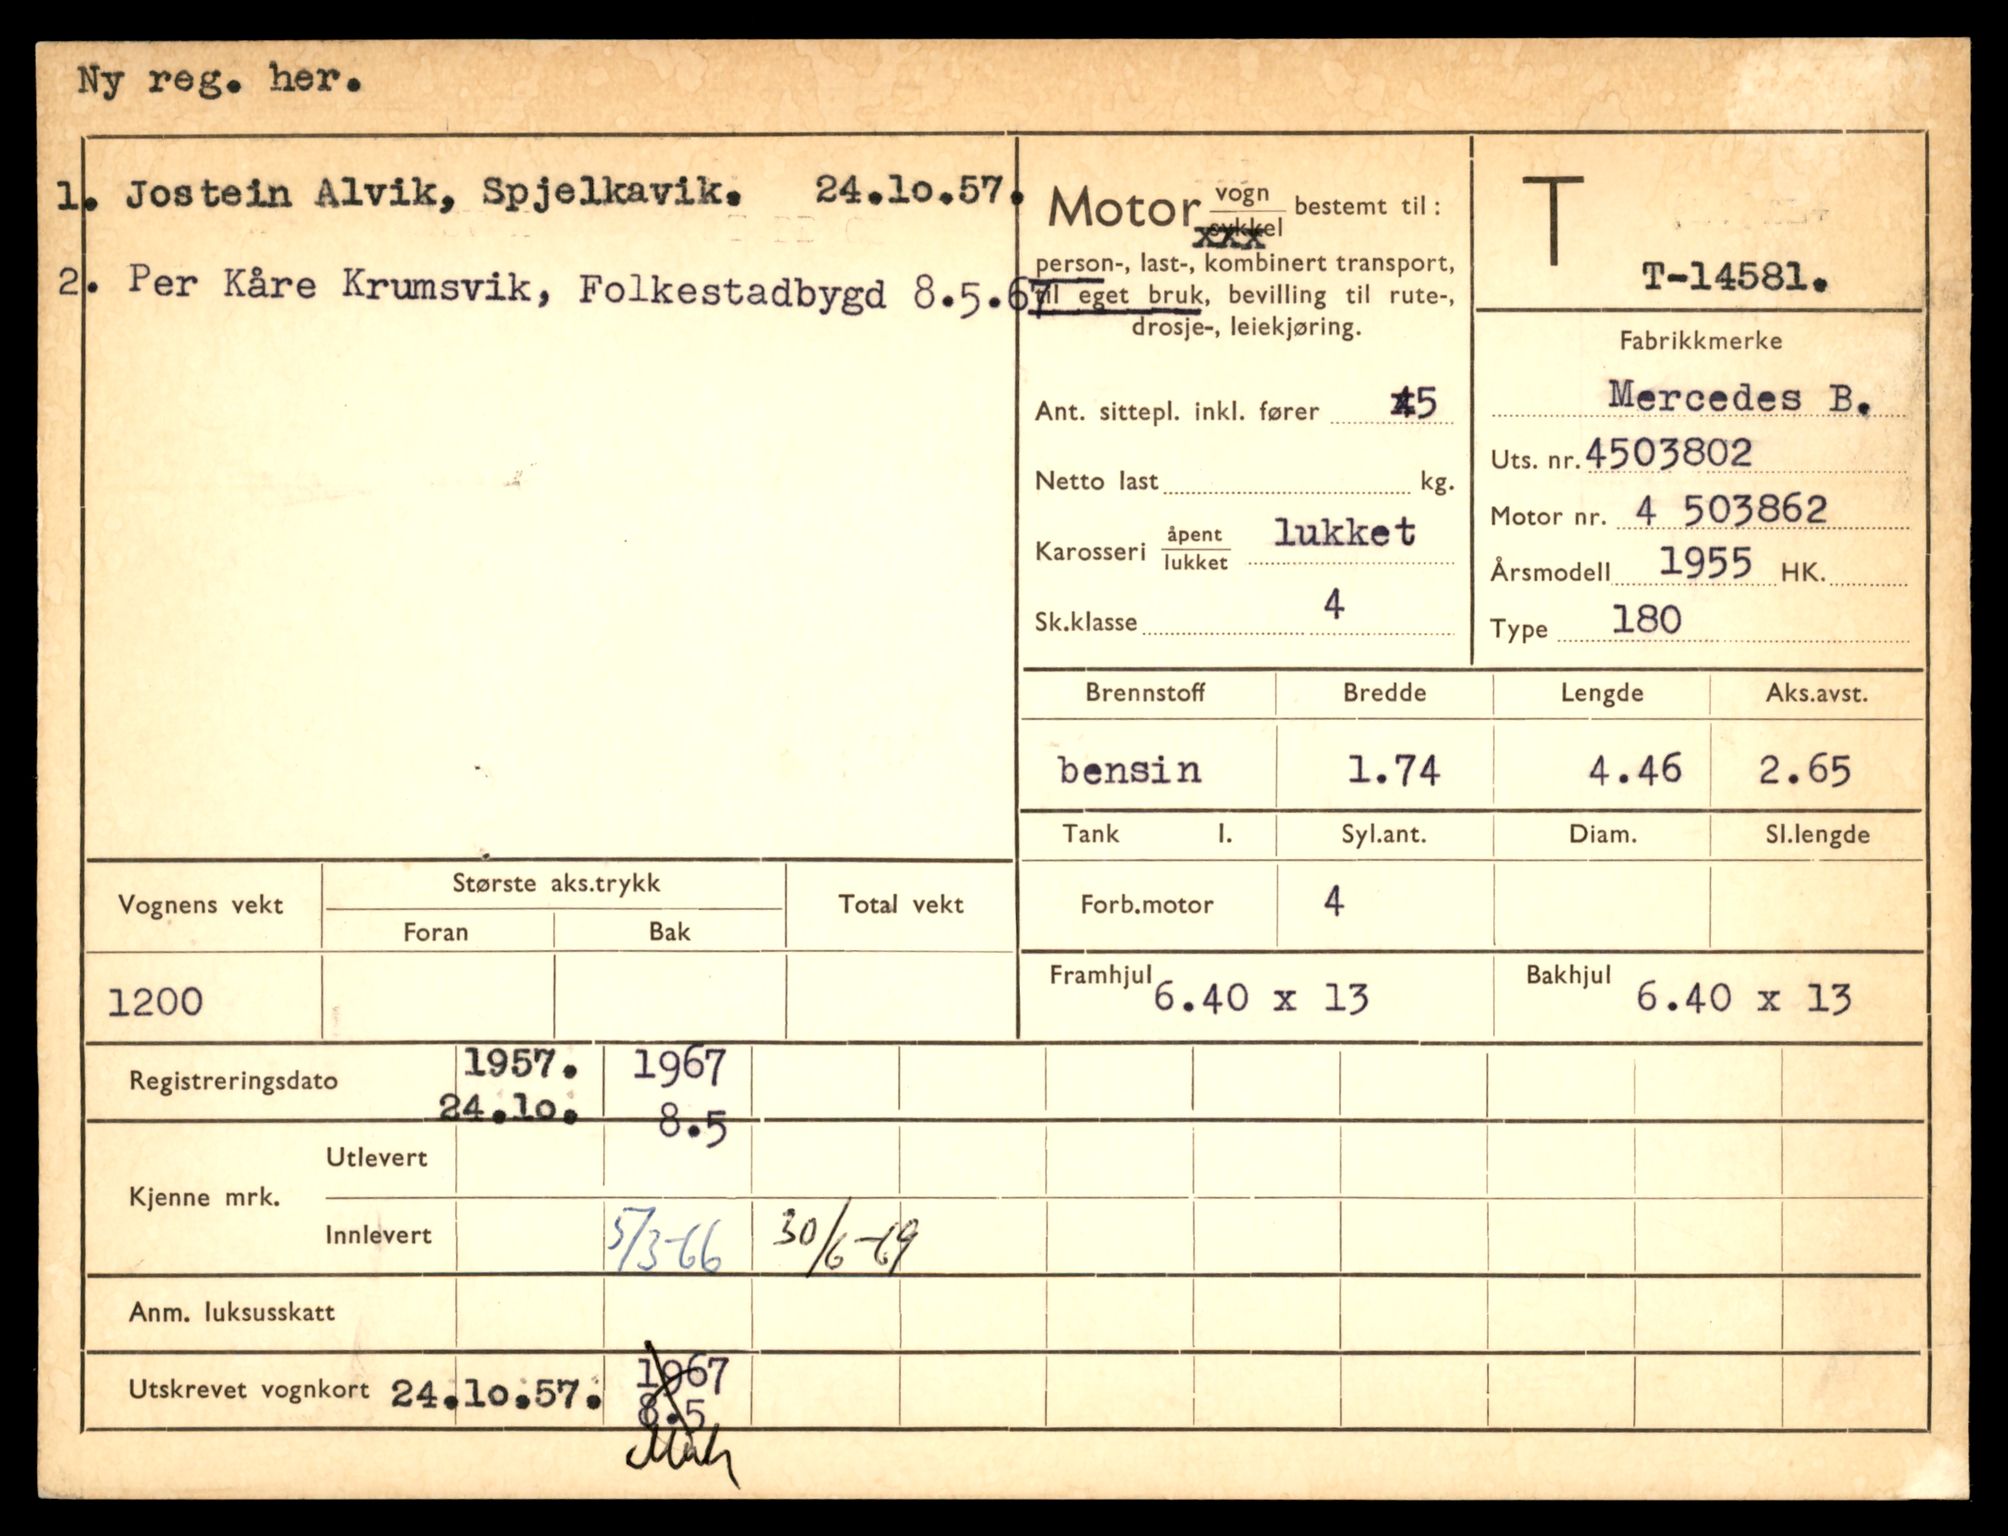 Ny reg. her.
1. Jostein Alvik, Spjelkavik. 24.10.57.
2. Per Kåre Krumsvik, Folkestadbygd 8.5.67
Motor vogn/sykkel bestemt til:
xxx
person-, last-, kombinert transport,
til eget bruk, bevilling til rute-,
drosje-, leiekjøring.
Ant. sittepl. inkl. fører 5
Netto last kg.
Karosseri åpent/lukket lukket
Sk.klasse 4
T
T-14581.
Fabrikkmerke
Mercedes B.
Uts. nr. 4503802
Motor nr. 4 503862
Årsmodell 1955 HK.
Type 180
Brennstoff Bredde Lengde Aks.avst.
bensin 1.74 4.46 2.65
Tank l. Syl.ant. Diam. Sl.lengde
Forb.motor 4
Framhjul 6.40 x 13 Bakhjul 6.40 x 13
Vognens vekt Største aks.trykk Total vekt
Foran Bak
1200
Registreringsdato 1957. 1967
24.10. 8.5
Kjenne mrk.
Utlevert
Innlevert 5/3-66 30/6-69
Anm. luksusskatt
Utskrevet vognkort 24.10.57. 1967
8.5